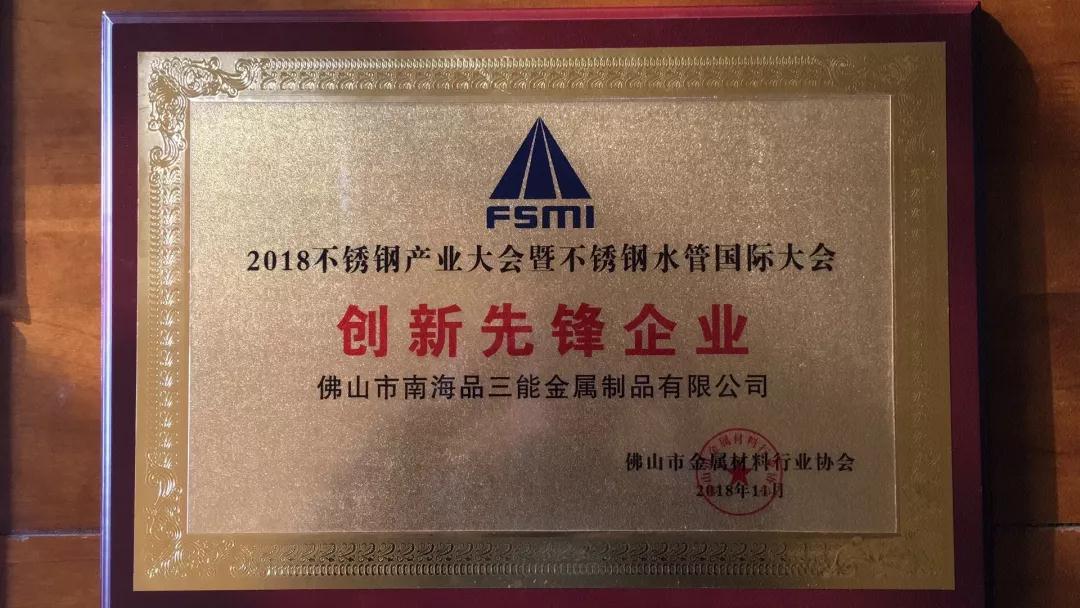 FSMI
2018不锈钢产业大会暨不锈钢水管国际大会
创新先锋企业
佛山市南海品三能金属制品有限公司
佛山市金属材料行业协会
2018年11月